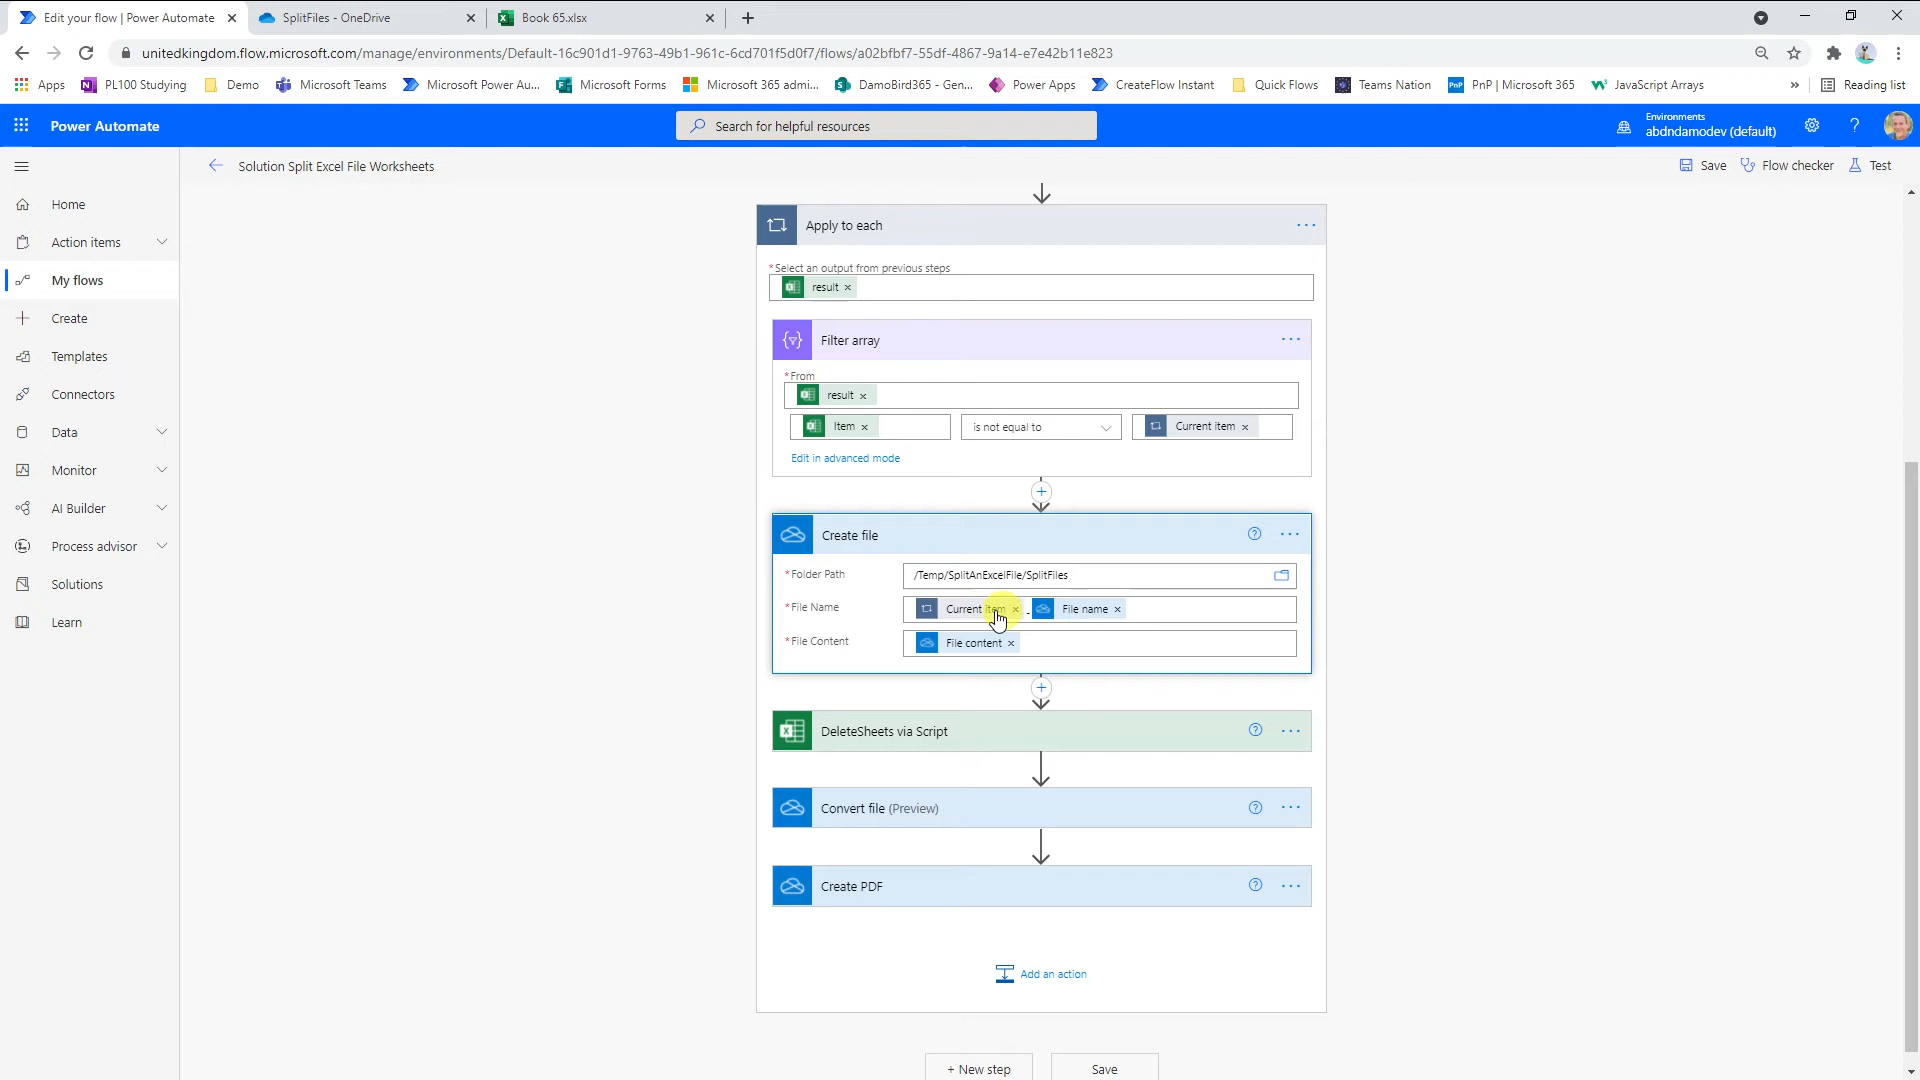 Edit your flow | Power Automate
SplitFiles - OneDrive
Book 65.xlsx
unitedkingdom.flow.microsoft.com/manage/environments/Default-16c901d1-9763-49b1-961c-6cd701f5d0f7/flows/a02bfbf7-55df-4867-9a14-e7e42b11e823
Apps
PL100 Studying
Demo
Microsoft Teams
Microsoft Power Au...
Microsoft Forms
Microsoft 365 admi...
DamoBird365 - Gen...
Power Apps
CreateFlow Instant
Quick Flows
Teams Nation
PnP | Microsoft 365
JavaScript Arrays
»
Reading list
Power Automate
Search for helpful resources
Environments
abdndamodev (default)
Solution Split Excel File Worksheets
Save
Flow checker
Test
Home
Action items
My flows
Create
Templates
Connectors
Data
Monitor
AI Builder
Process advisor
Solutions
Learn
Apply to each
*Select an output from previous steps
result ×
Filter array
*From
result ×
Item ×
is not equal to
Current item ×
Edit in advanced mode
Create file
*Folder Path
/Temp/SplitAnExcelFile/SplitFiles
*File Name
Current item × - File name ×
*File Content
File content ×
DeleteSheets via Script
Convert file (Preview)
Create PDF
Add an action
+ New step
Save